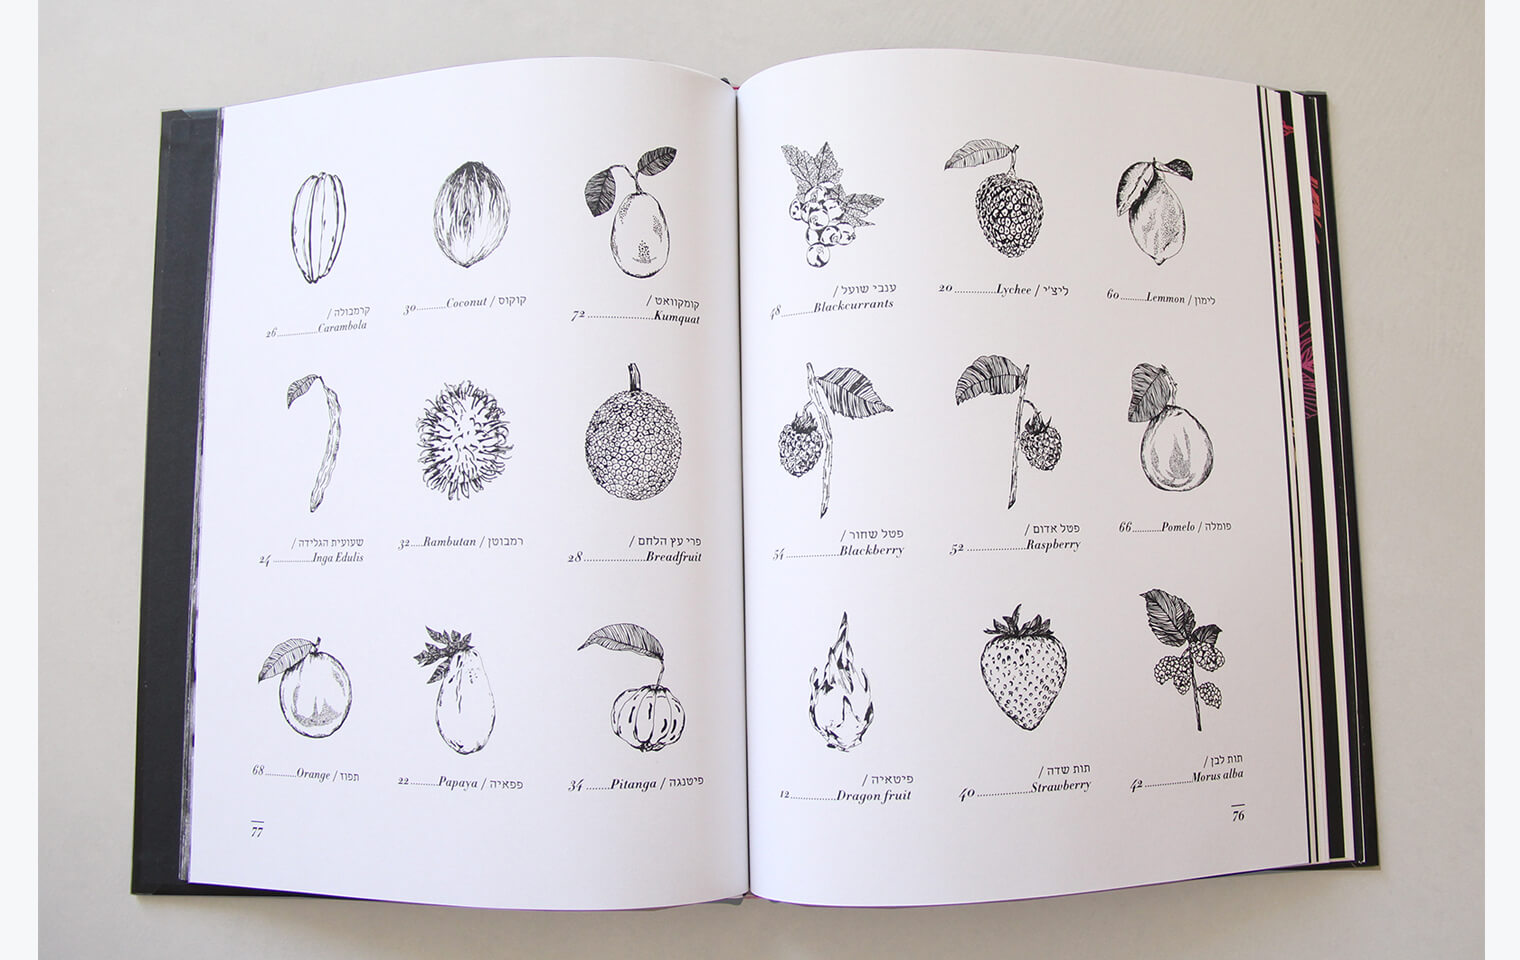 לימון / Lemmon..........60
ליצ'י / Lychee..............20
ענבי שועל /
Blackcurrants..........48
פומלה / Pomelo..........66
פטל אדום /
Raspberry..................52
פטל שחור /
Blackberry....................54
תות לבן /
Morus alba................42
תות שדה /
Strawberry................40
פיטאיה /
Dragon fruit..............12
76
קומקוואט /
Kumquat......................72
קוקוס / Coconut.........30
קרמבולה /
Carambola...............26
פרי עץ הלחם /
Breadfruit.....................28
רמבוטן / Rambutan....32
שעועית הגלידה /
Inga Edulis..............24
פיטנגה / Pitanga........34
פפאיה / Papaya............22
תפוז / Orange............68
77